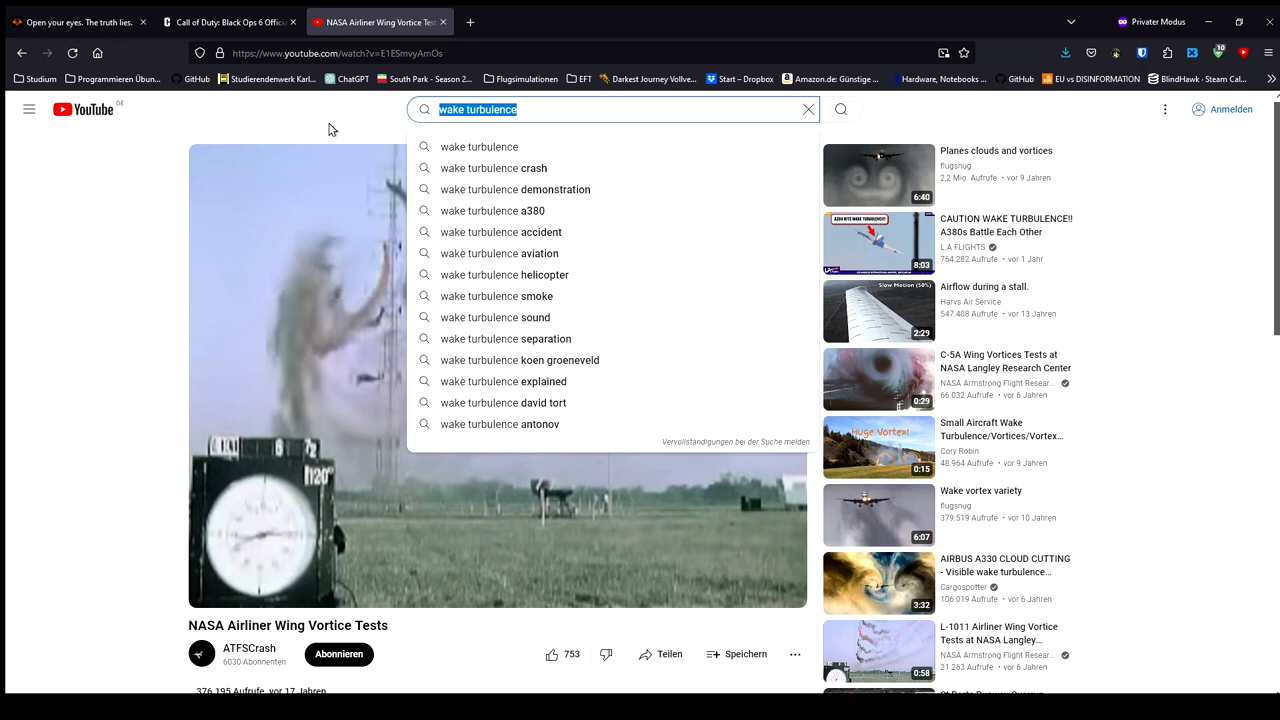 Open your eyes. The truth lies.
Call of Duty: Black Ops 6 Offici
NASA Airliner Wing Vortice Test
Privater Modus
https://www.youtube.com/watch?v=E1ESmvyAmOs
10
Studium
Programmieren Übun...
GitHub
Studierendenwerk Karl...
ChatGPT
South Park - Season 2...
Flugsimulationen
EFT
Darkest Journey Vollve...
Start – Dropbox
Amazon.de: Günstige ...
Hardware, Notebooks ...
GitHub
EU vs DiSiNFORMATION
BlindHawk · Steam Cal...
YouTube DE
wake turbulence
Anmelden
wake turbulence
wake turbulence crash
wake turbulence demonstration
wake turbulence a380
wake turbulence accident
wake turbulence aviation
wake turbulence helicopter
wake turbulence smoke
wake turbulence sound
wake turbulence separation
wake turbulence koen groeneveld
wake turbulence explained
wake turbulence david tort
wake turbulence antonov
Vervollständigungen bei der Suche melden
NASA Airliner Wing Vortice Tests
ATFSCrash
6030 Abonnenten
Abonnieren
753
Teilen
Speichern
376.195 Aufrufe vor 17 Jahren
6:40
Planes clouds and vortices
flugsnug
2,2 Mio. Aufrufe • vor 9 Jahren
8:03
CAUTION WAKE TURBULENCE!!
A380s Battle Each Other
L.A FLIGHTS
764.282 Aufrufe • vor 1 Jahr
Slow Motion (50%)
2:29
Airflow during a stall.
Harvs Air Service
547.408 Aufrufe • vor 13 Jahren
0:29
C-5A Wing Vortices Tests at
NASA Langley Research Center
NASA Armstrong Flight Resear...
66.032 Aufrufe • vor 6 Jahren
Huge Vortex!
0:15
Small Aircraft Wake
Turbulence/Vortices/Vortex...
Cory Robin
48.964 Aufrufe • vor 9 Jahren
6:07
Wake vortex variety
flugsnug
379.519 Aufrufe • vor 10 Jahren
3:32
AIRBUS A330 CLOUD CUTTING
- Visible wake turbulence...
Cargospotter
106.019 Aufrufe • vor 6 Jahren
0:58
L-1011 Airliner Wing Vortice
Tests at NASA Langley...
NASA Armstrong Flight Resear...
21.263 Aufrufe • vor 6 Jahren